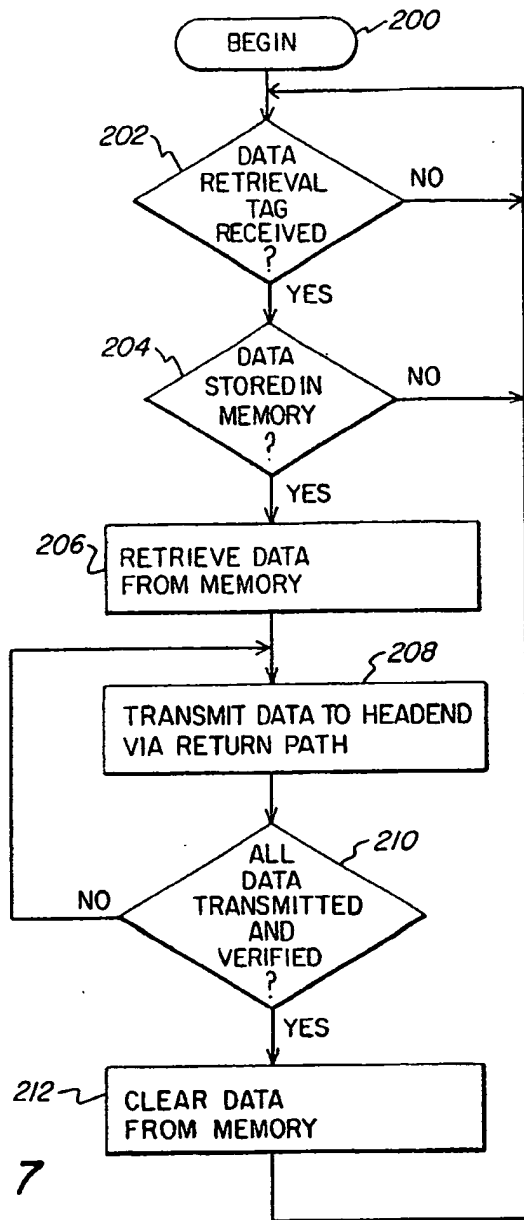 BEGIN
200
202
DATA
RETRIEVAL
TAG
RECEIVED
?
NO
YES
204
DATA
STORED IN
MEMORY
?
NO
YES
206
RETRIEVE DATA
FROM MEMORY
208
TRANSMIT DATA TO HEADEND
VIA RETURN PATH
210
ALL
DATA
TRANSMITTED
AND
VERIFIED
?
NO
YES
212
CLEAR DATA
FROM MEMORY
7